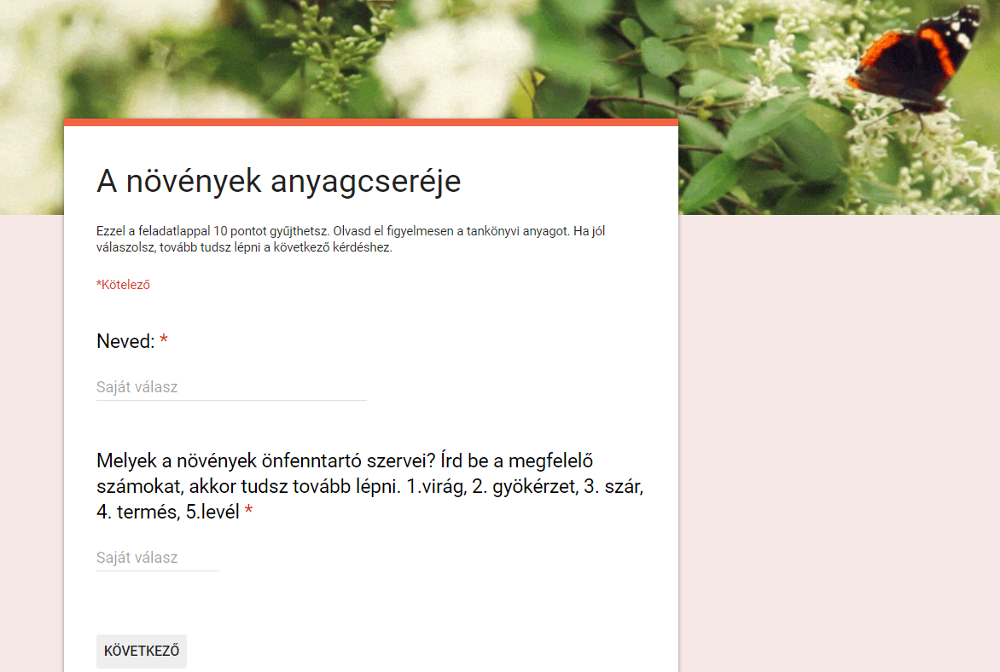 A növények anyagcseréje
Ezzel a feladatlappal 10 pontot gyűjthetsz. Olvasd el figyelmesen a tankönyvi anyagot. Ha jól
válaszolsz, tovább tudsz lépni a következő kérdéshez.
*Kötelező
Neved: *
Saját válasz
Melyek a növények önfenntartó szervei? Írd be a megfelelő
számokat, akkor tudsz tovább lépni. 1.virág, 2. gyökérzet, 3. szár,
4. termés, 5.levél *
Saját válasz
KÖVETKEZŐ